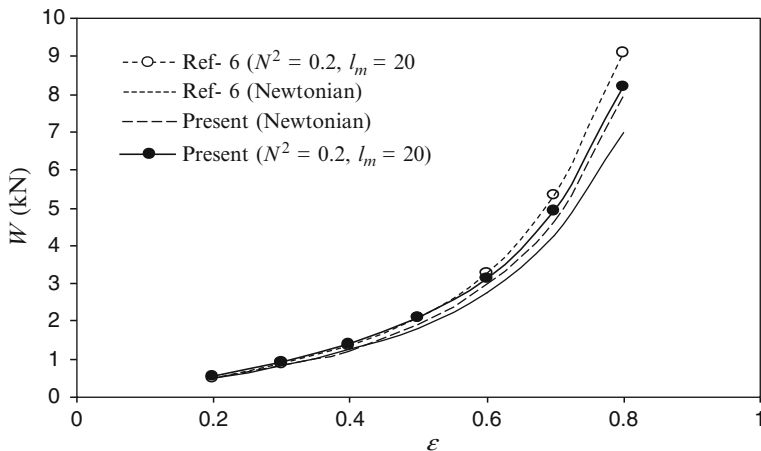 10
9
8
7
6
5
4
3
2
1
0
W (kN)
Ref- 6 (N² = 0.2, lₘ = 20
Ref- 6 (Newtonian)
Present (Newtonian)
Present (N² = 0.2, lₘ = 20)
0 0.2 0.4 0.6 0.8 1
ε